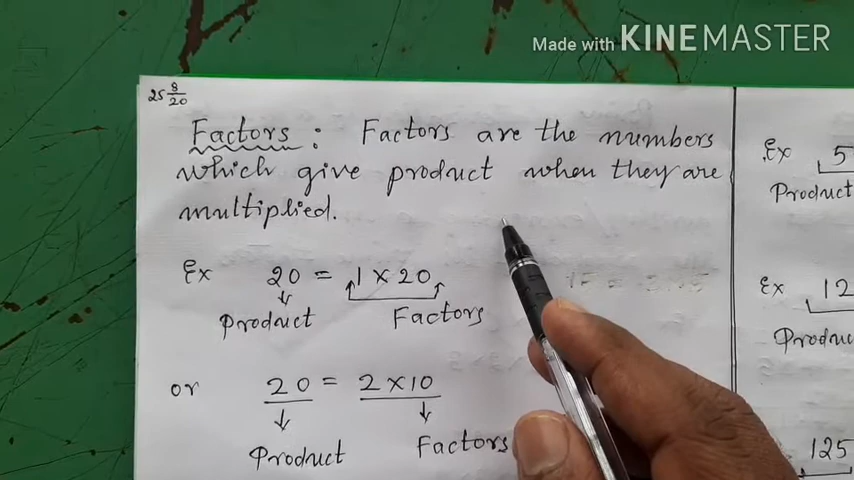 Made with KINEMASTER
25 8/20
Factors : Factors are the numbers
which give product when they are
multiplied.
Ex 20 = 1 × 20
Product Factors
or 20 = 2 × 10
Product Factors
Ex 5
Product
Ex 12
Produc
125